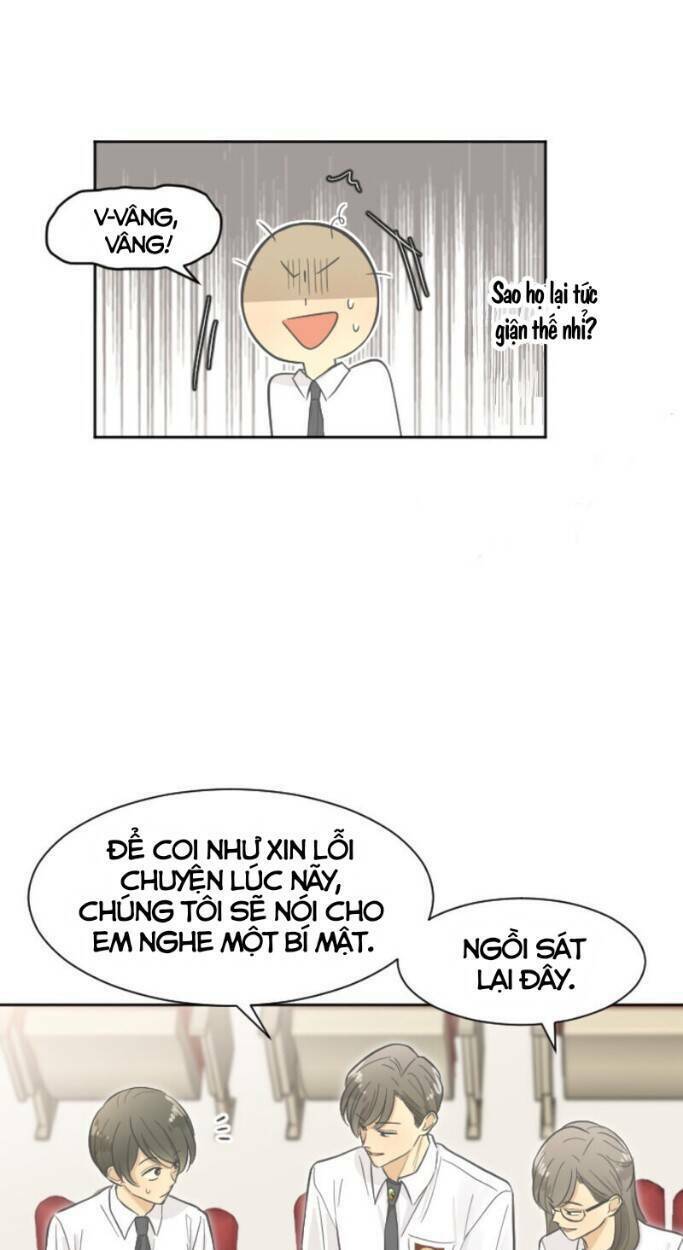 V-VÂNG,
VÂNG!
Sao họ lại tức
giận thế nhỉ?
ĐỂ COI NHƯ XIN LỖI
CHUYỆN LÚC NÃY,
CHÚNG TÔI SẼ NÓI CHO
EM NGHE MỘT BÍ MẬT.
NGỒI SÁT
LẠI ĐÂY.